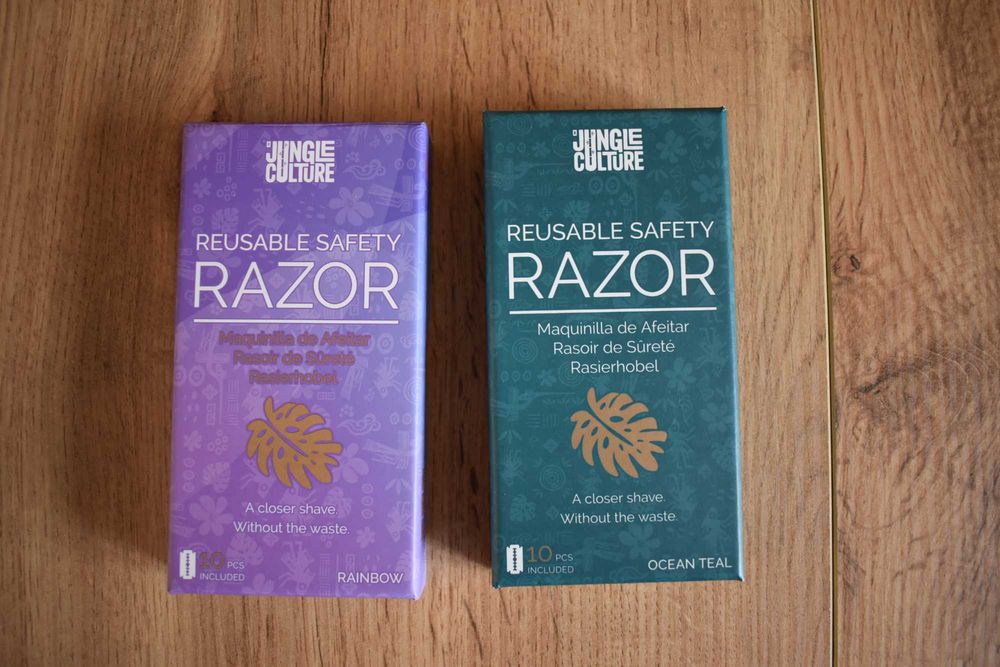 JUNGLE
CULTURE
REUSABLE SAFETY
RAZOR
Maquinilla de Afeitar
Rasoir de Sûreté
Rasierhobel
A closer shave.
Without the waste.
10 PCS
INCLUDED
RAINBOW
JUNGLE
CULTURE
REUSABLE SAFETY
RAZOR
Maquinilla de Afeitar
Rasoir de Sûreté
Rasierhobel
A closer shave.
Without the waste.
10 PCS
INCLUDED
OCEAN TEAL